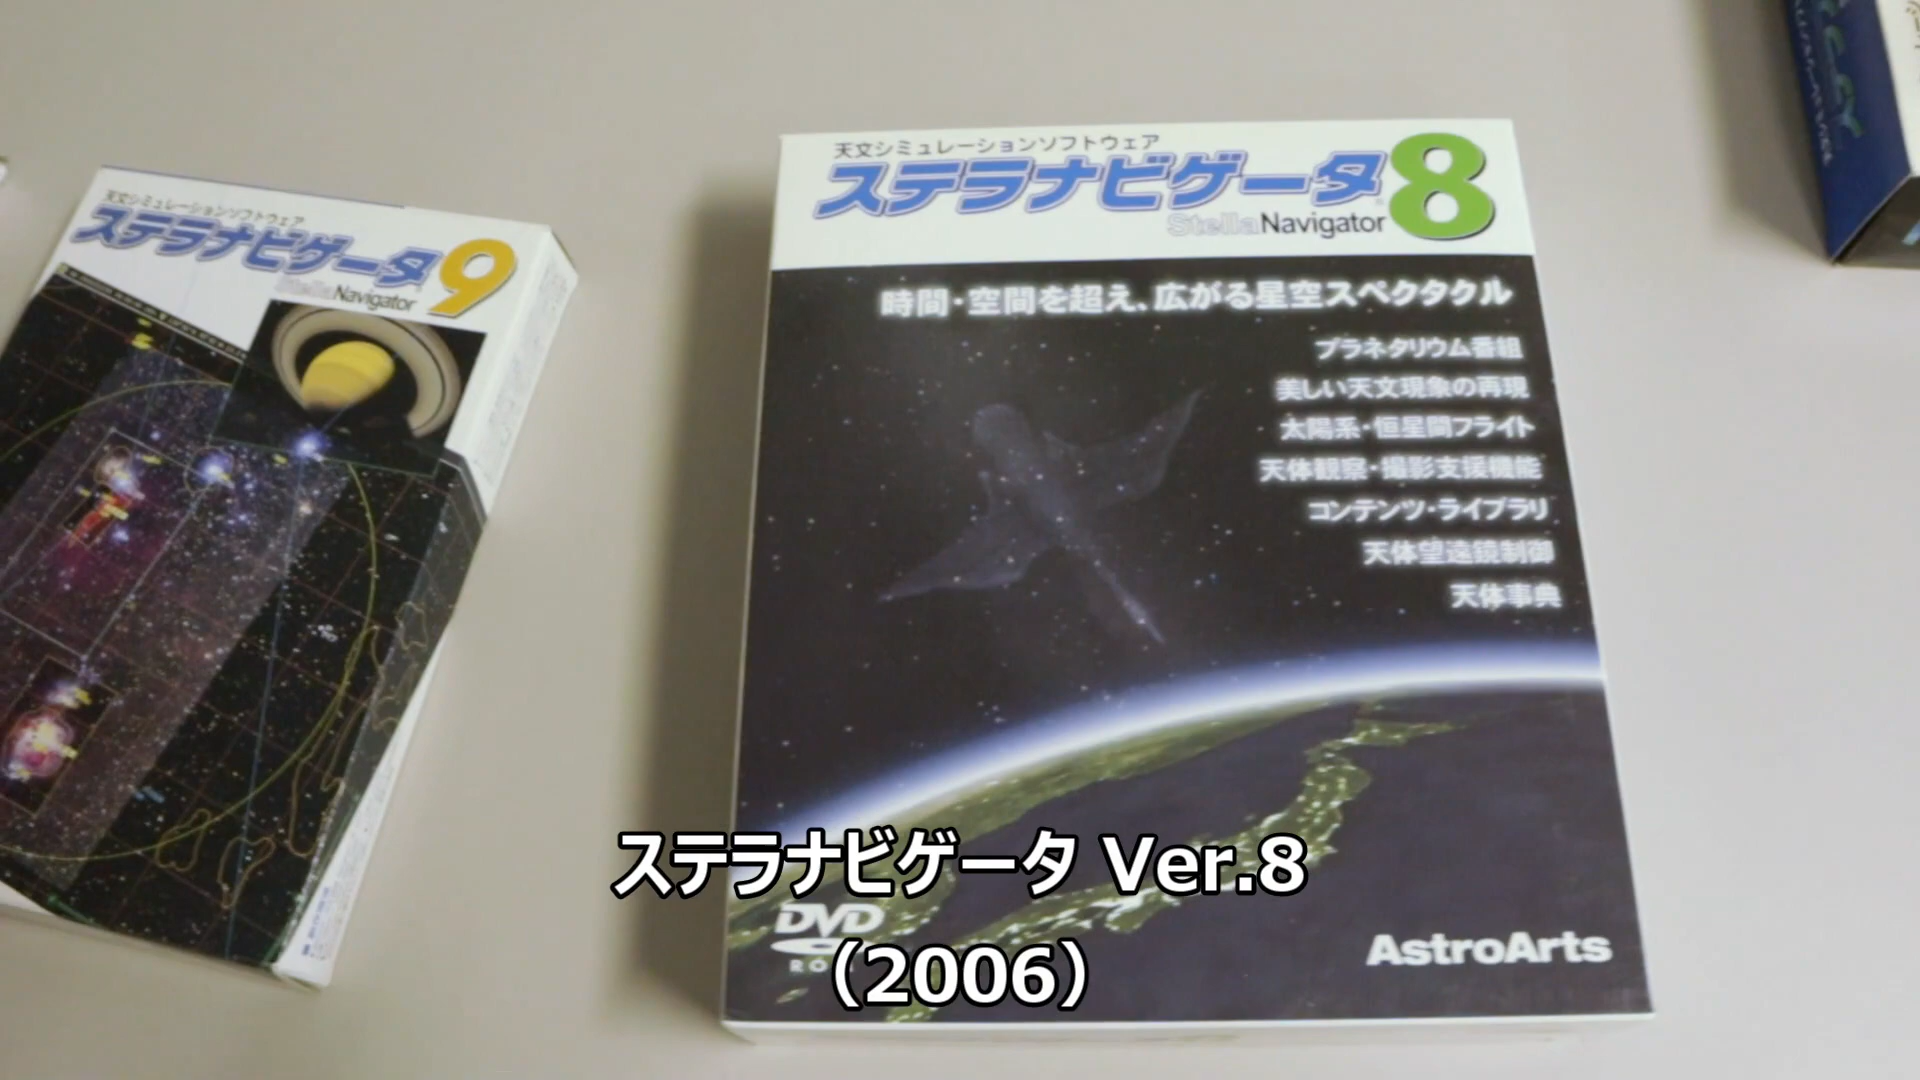 天文シミュレーションソフトウェア
ステラナビゲータ9
StellaNavigator
天文シミュレーションソフトウェア
ステラナビゲータ8
StellaNavigator
時間・空間を超え、広がる星空スペクタクル
プラネタリウム番組
美しい天文現象の再現
太陽系・恒星間フライト
天体観察・撮影支援機能
コンテンツ・ライブラリ
天体望遠鏡制御
天体事典
ステラナビゲータ Ver.8
DVD
（2006）
AstroArts